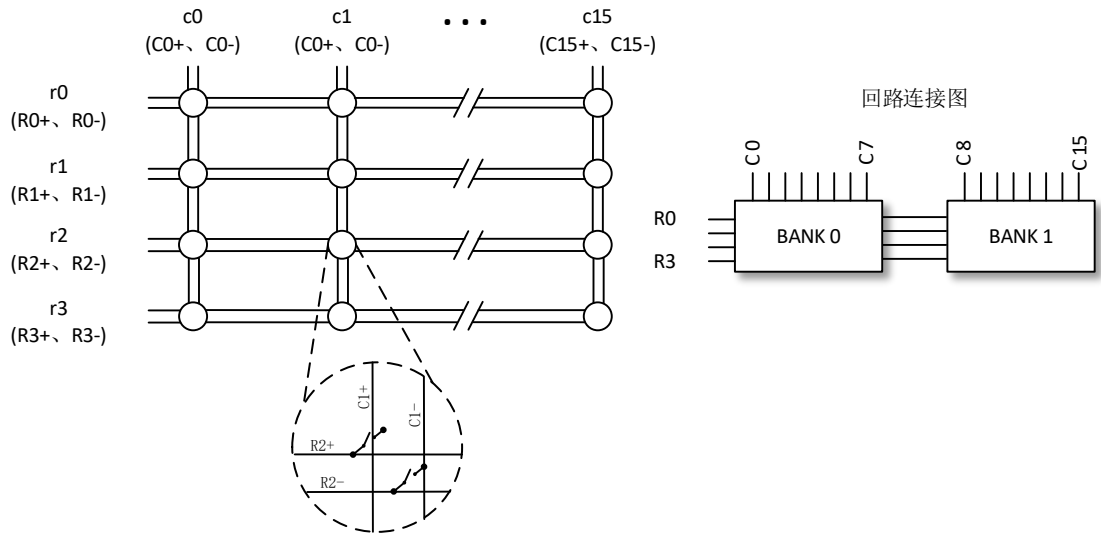 c0
c1
• • •
c15
(C0+、C0-)
(C0+、C0-)
(C15+、C15-)
r0
(R0+、R0-)
r1
(R1+、R1-)
r2
(R2+、R2-)
r3
(R3+、R3-)
C1+
C1-
R2+
R2-
回路连接图
C0
C7
C8
C15
R0
R3
BANK 0
BANK 1